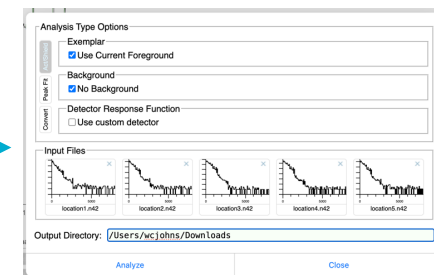 Analysis Type Options
Act/Shield
Peak Fit
Convert
Exemplar
Use Current Foreground
Background
No Background
Detector Response Function
Use custom detector
Input Files
0 5000
0 5000
0 5000
0 5000
0 5000
location1.n42
location2.n42
location3.n42
location4.n42
location5.n42
Output Directory: /Users/wcjohns/Downloads
Analyze
Close